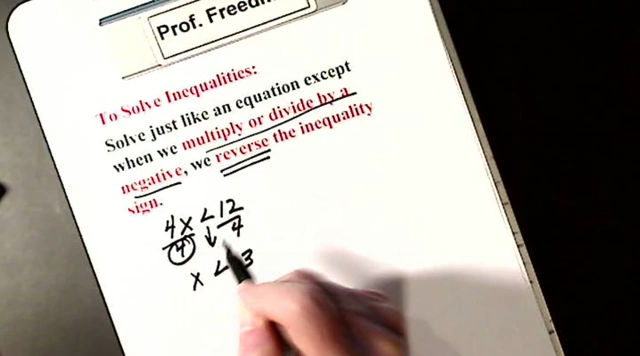 Prof. Freedm
To Solve Inequalities:
Solve just like an equation except
when we multiply or divide by a
negative, we reverse the inequality
sign.
4x < 12
4 4
x < 3